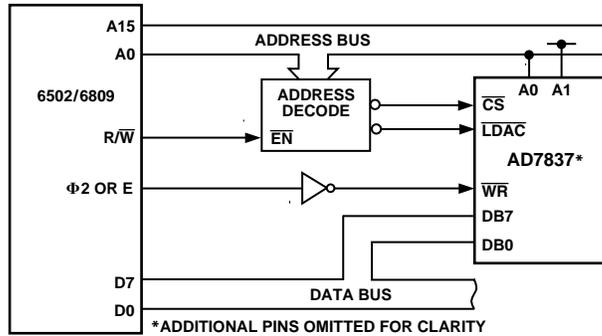 A15
ADDRESS BUS
A0
6502/6809
ADDRESS
DECODE
A0 A1
CS
LDAC
R/W
EN
AD7837*
Φ2 OR E
WR
DB7
DB0
D7
DATA BUS
D0
*ADDITIONAL PINS OMITTED FOR CLARITY